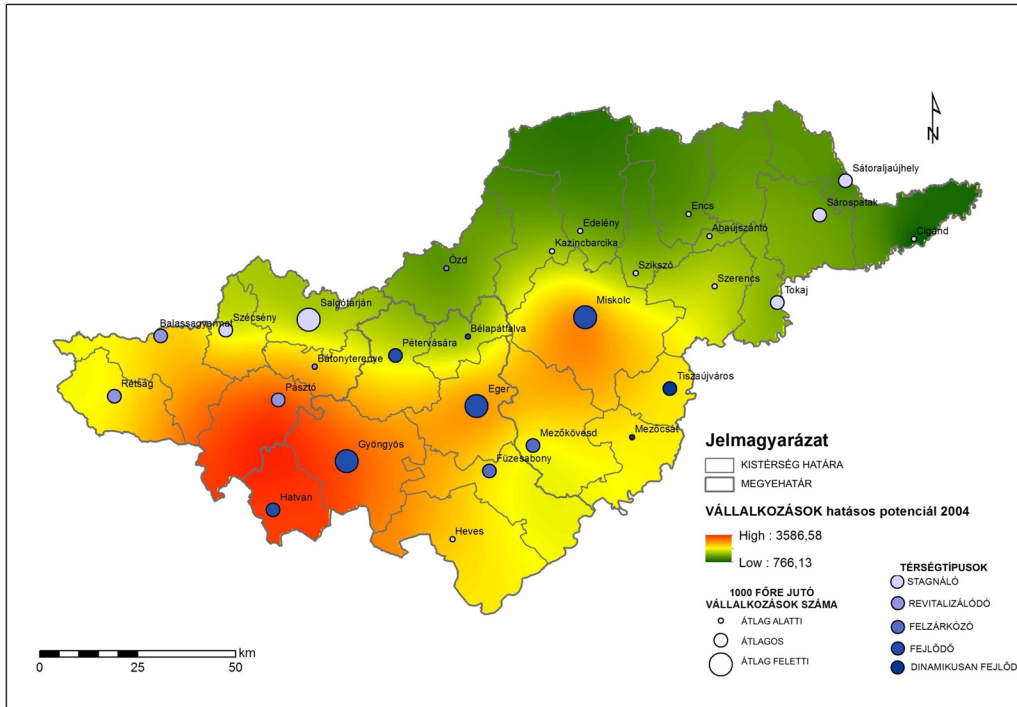 N
Sátoraljaújhely
Sárospatak
Cigánd
Encs
Abaújszántó
Edelény
Kazincbarcika
Szikszó
Szerencs
Tokaj
Ózd
Miskolc
Salgótarján
Szécsény
Balassagyarmat
Bélapátfalva
Pétervására
Bátonyterenye
Rétság
Pásztó
Eger
Tiszaújváros
Mezőcsát
Mezőkövesd
Füzesabony
Gyöngyös
Hatvan
Heves
Jelmagyarázat
KISTÉRSÉG HATÁRA
MEGYEHATÁR
VÁLLALKOZÁSOK hatásos potenciál 2004
High : 3586,58
Low : 766,13
1000 FŐRE JUTÓ
VÁLLALKOZÁSOK SZÁMA
ÁTLAG ALATTI
ÁTLAGOS
ÁTLAG FELETTI
TÉRSÉGTÍPUSOK
STAGNÁLÓ
REVITALIZÁLÓDÓ
FELZÁRKÓZÓ
FEJLŐDŐ
DINAMIKUSAN FEJLŐD
km
0 25 50